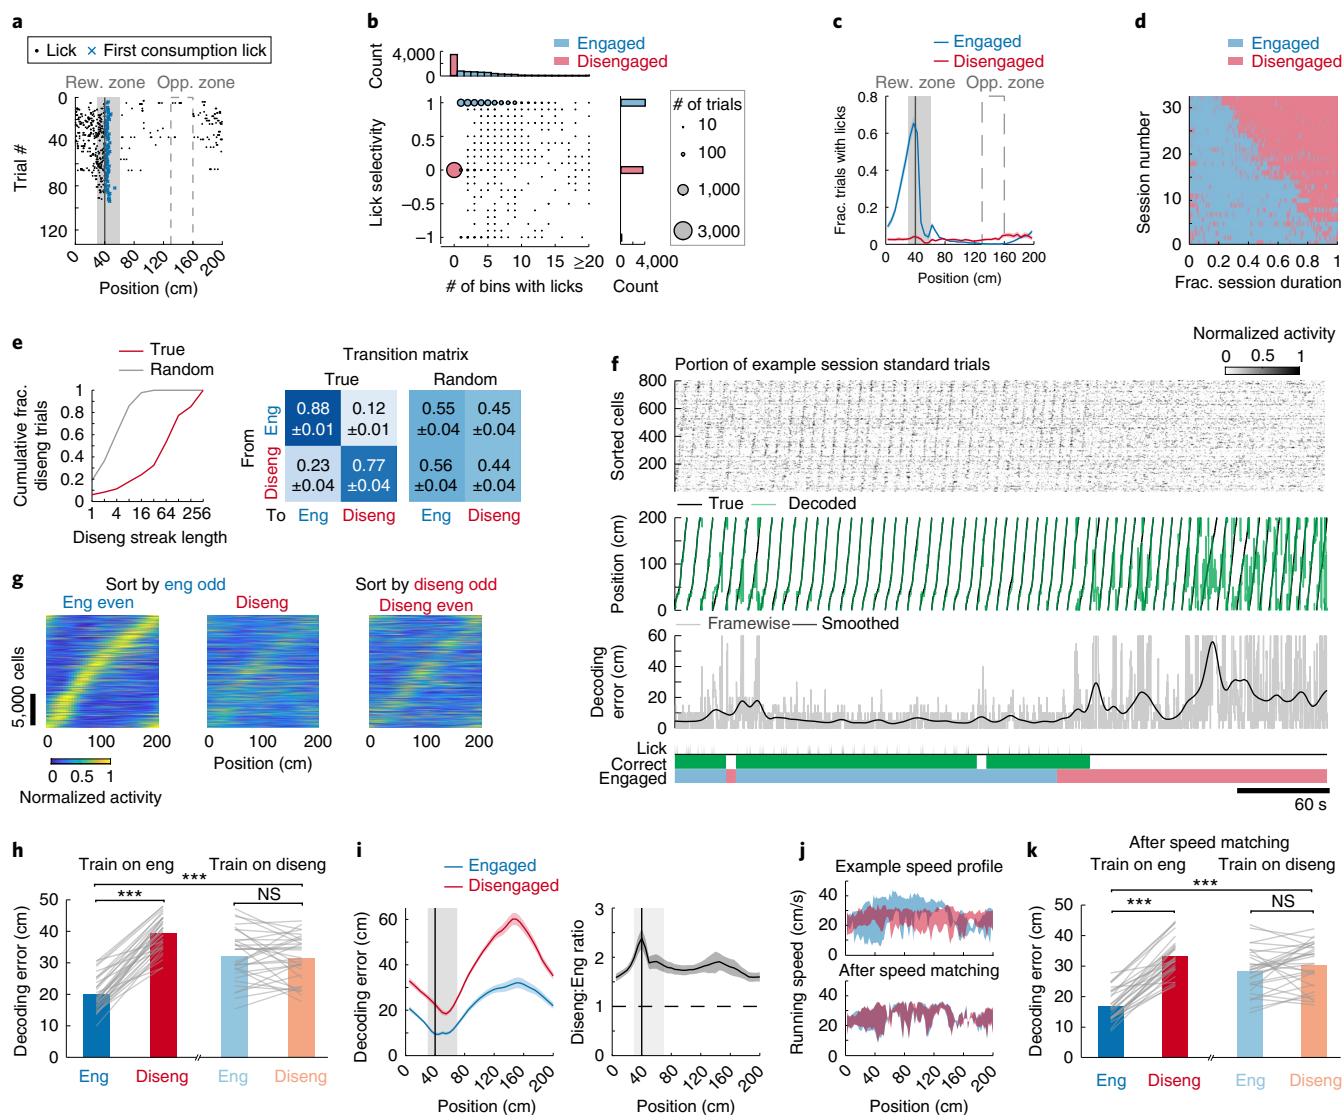 a
• Lick × First consumption lick
Rew. zone Opp. zone
Trial #
0
40
80
120
0 40 80 120 160 200
Position (cm)
b
Engaged
Disengaged
Count
4,000
0
Lick selectivity
1
0.5
0
−0.5
−1
0 5 10 15 ≥20
# of bins with licks
0 4,000
Count
# of trials
10
100
1,000
3,000
c
Engaged
Disengaged
Rew. zone Opp. zone
Frac. trials with licks
0.8
0.6
0.4
0.2
0
0 40 80 120 160 200
Position (cm)
d
Engaged
Disengaged
Session number
30
20
10
0
0 0.2 0.4 0.6 0.8 1
Frac. session duration
e
True
Random
Cumulative frac.
diseng trials
1
0.8
0.6
0.4
0.2
0
1 4 16 64 256
Diseng streak length
Transition matrix
True Random
From
Eng
Diseng
0.88 ±0.01 0.12 ±0.01 0.55 ±0.04 0.45 ±0.04
0.23 ±0.04 0.77 ±0.04 0.56 ±0.04 0.44 ±0.04
To Eng Diseng Eng Diseng
f
Portion of example session standard trials
Normalized activity
0 0.5 1
Sorted cells
800
600
400
200
True Decoded
Position (cm)
200
100
0
Framewise Smoothed
Decoding
error (cm)
60
40
20
0
Lick
Correct
Engaged
60 s
g
Sort by eng odd Sort by diseng odd
Eng even Diseng Diseng even
5,000 cells
0 200 0 200 0 200
Position (cm)
0 0.5 1
Normalized activity
h
Train on eng Train on diseng
***
*** NS
Decoding error (cm)
50
40
30
20
10
0
Eng Diseng Eng Diseng
i
Engaged
Disengaged
Decoding error (cm)
60
40
20
0
0 40 80 120 160 200
Position (cm)
Diseng:Eng ratio
3
2
1
0
0 40 80 120 160 200
Position (cm)
j
Example speed profile
40
20
0
After speed matching
40
20
0
Running speed (cm/s)
0 40 80 120 160 200
Position (cm)
k
After speed matching
Train on eng Train on diseng
***
*** NS
Decoding error (cm)
50
40
30
20
10
0
Eng Diseng Eng Diseng